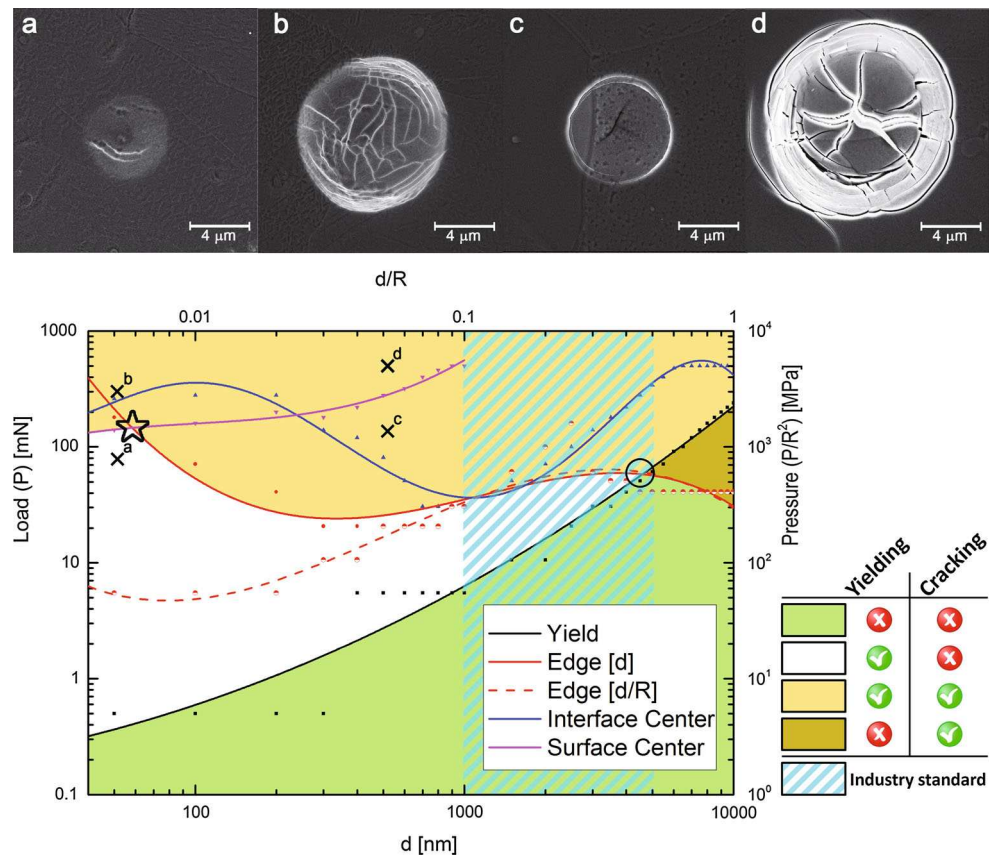 a
b
c
d
4 μm
4 μm
4 μm
4 μm
d/R
0.01
0.1
1
1000
100
10
1
0.1
Load (P) [mN]
10⁴
10³
10²
10¹
10⁰
Pressure (P/R²) [MPa]
b
a
d
c
Yield
Edge [d]
Edge [d/R]
Interface Center
Surface Center
100
1000
10000
d [nm]
Yielding
Cracking
Industry standard